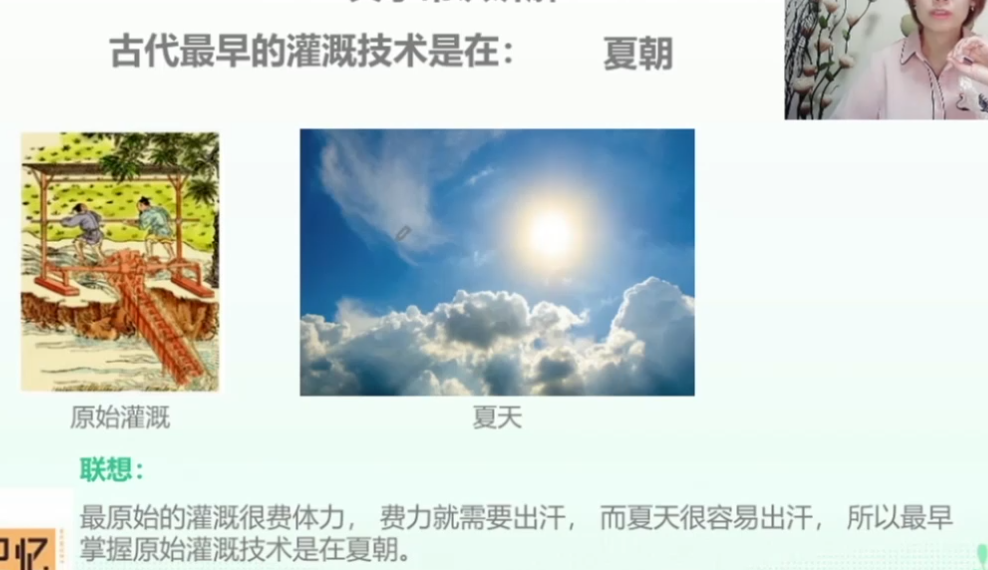 古代最早的灌溉技术是在： 夏朝
原始灌溉
夏天
联想：
最原始的灌溉很费体力， 费力就需要出汗， 而夏天很容易出汗， 所以最早
掌握原始灌溉技术是在夏朝。
忆